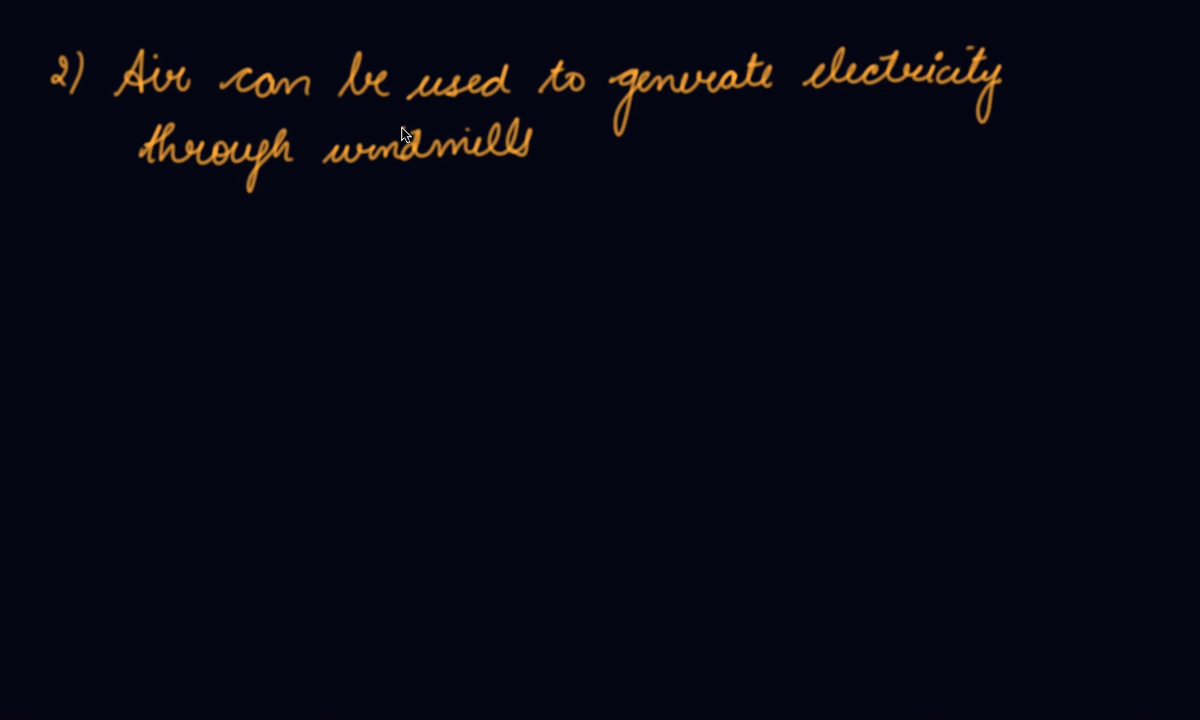 2) Air can be used to generate electricity
through windmills